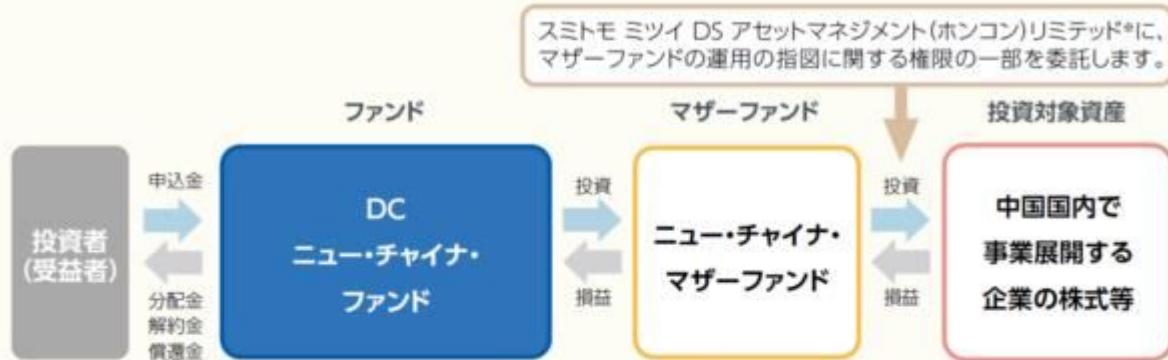 スミトモ ミツイ DS アセットマネジメント(ホンコン)リミテッド*に、
マザーファンドの運用の指図に関する権限の一部を委託します。
ファンド
マザーファンド
投資対象資産
投資者
(受益者)
申込金
分配金
解約金
償還金
DC
ニュー・チャイナ・
ファンド
投資
損益
ニュー・チャイナ・
マザーファンド
投資
損益
中国国内で
事業展開する
企業の株式等